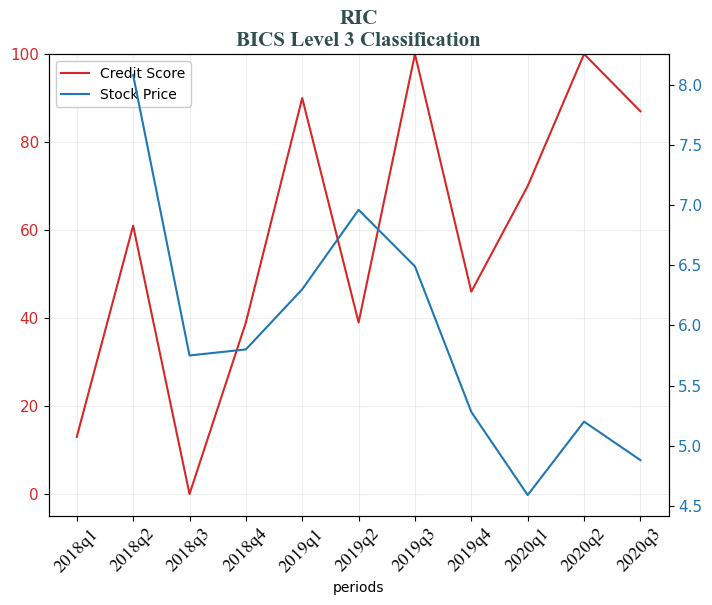 RIC
BICS Level 3 Classification
Credit Score
Stock Price
100
80
60
40
20
0
8.0
7.5
7.0
6.5
6.0
5.5
5.0
4.5
2018q1 2018q2 2018q3 2018q4 2019q1 2019q2 2019q3 2019q4 2020q1 2020q2 2020q3
periods